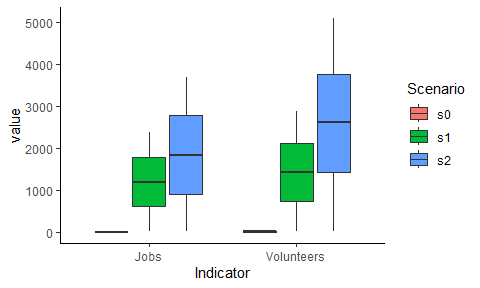 5000
4000
3000
2000
1000
0
value
Jobs
Volunteers
Indicator
Scenario
s0
s1
s2